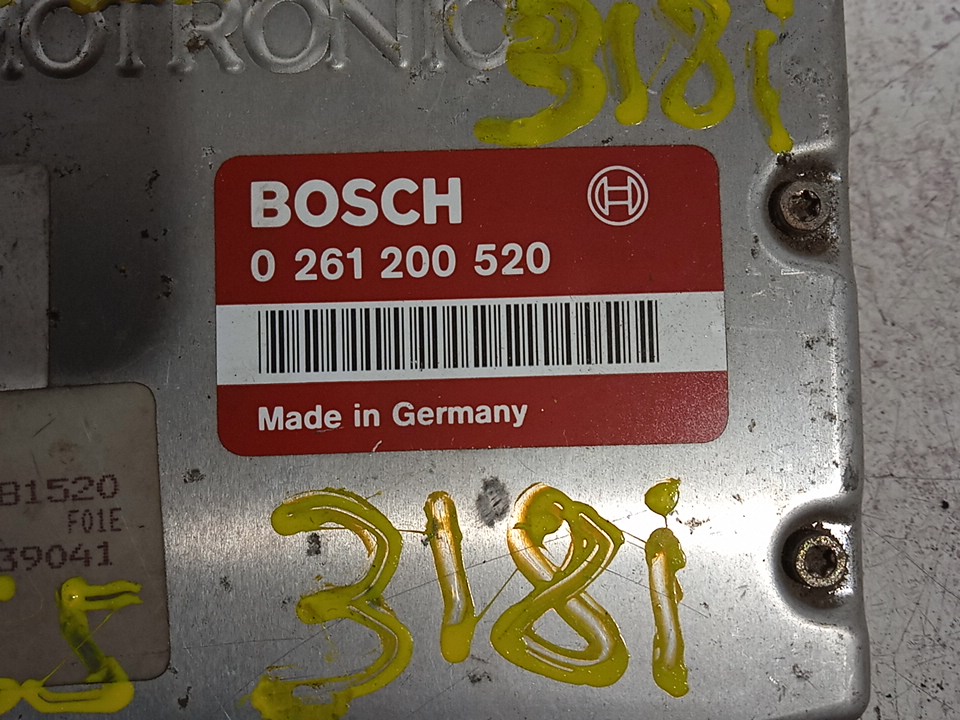 MOTRONIC
318i
BOSCH
0 261 200 520
Made in Germany
B1520
F01E
39041
318i